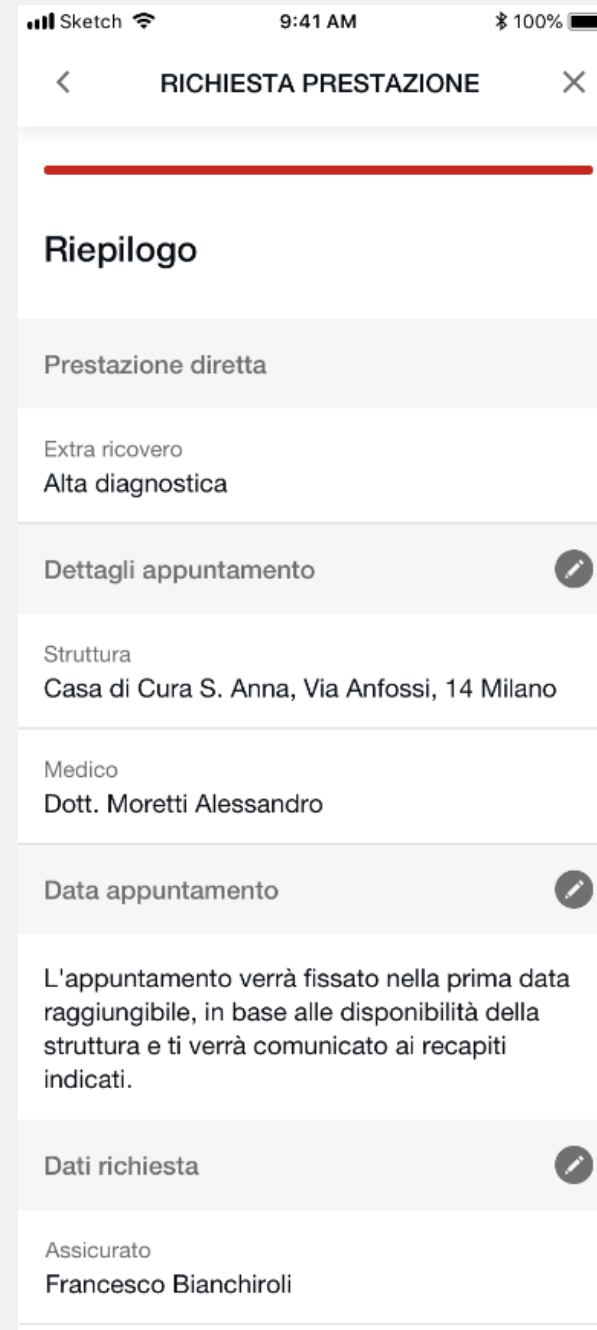 Sketch 9:41 AM 100%
RICHIESTA PRESTAZIONE
Riepilogo
Prestazione diretta
Extra ricovero
Alta diagnostica
Dettagli appuntamento
Struttura
Casa di Cura S. Anna, Via Anfossi, 14 Milano
Medico
Dott. Moretti Alessandro
Data appuntamento
L'appuntamento verrà fissato nella prima data
raggiungibile, in base alle disponibilità della
struttura e ti verrà comunicato ai recapiti
indicati.
Dati richiesta
Assicurato
Francesco Bianchiroli